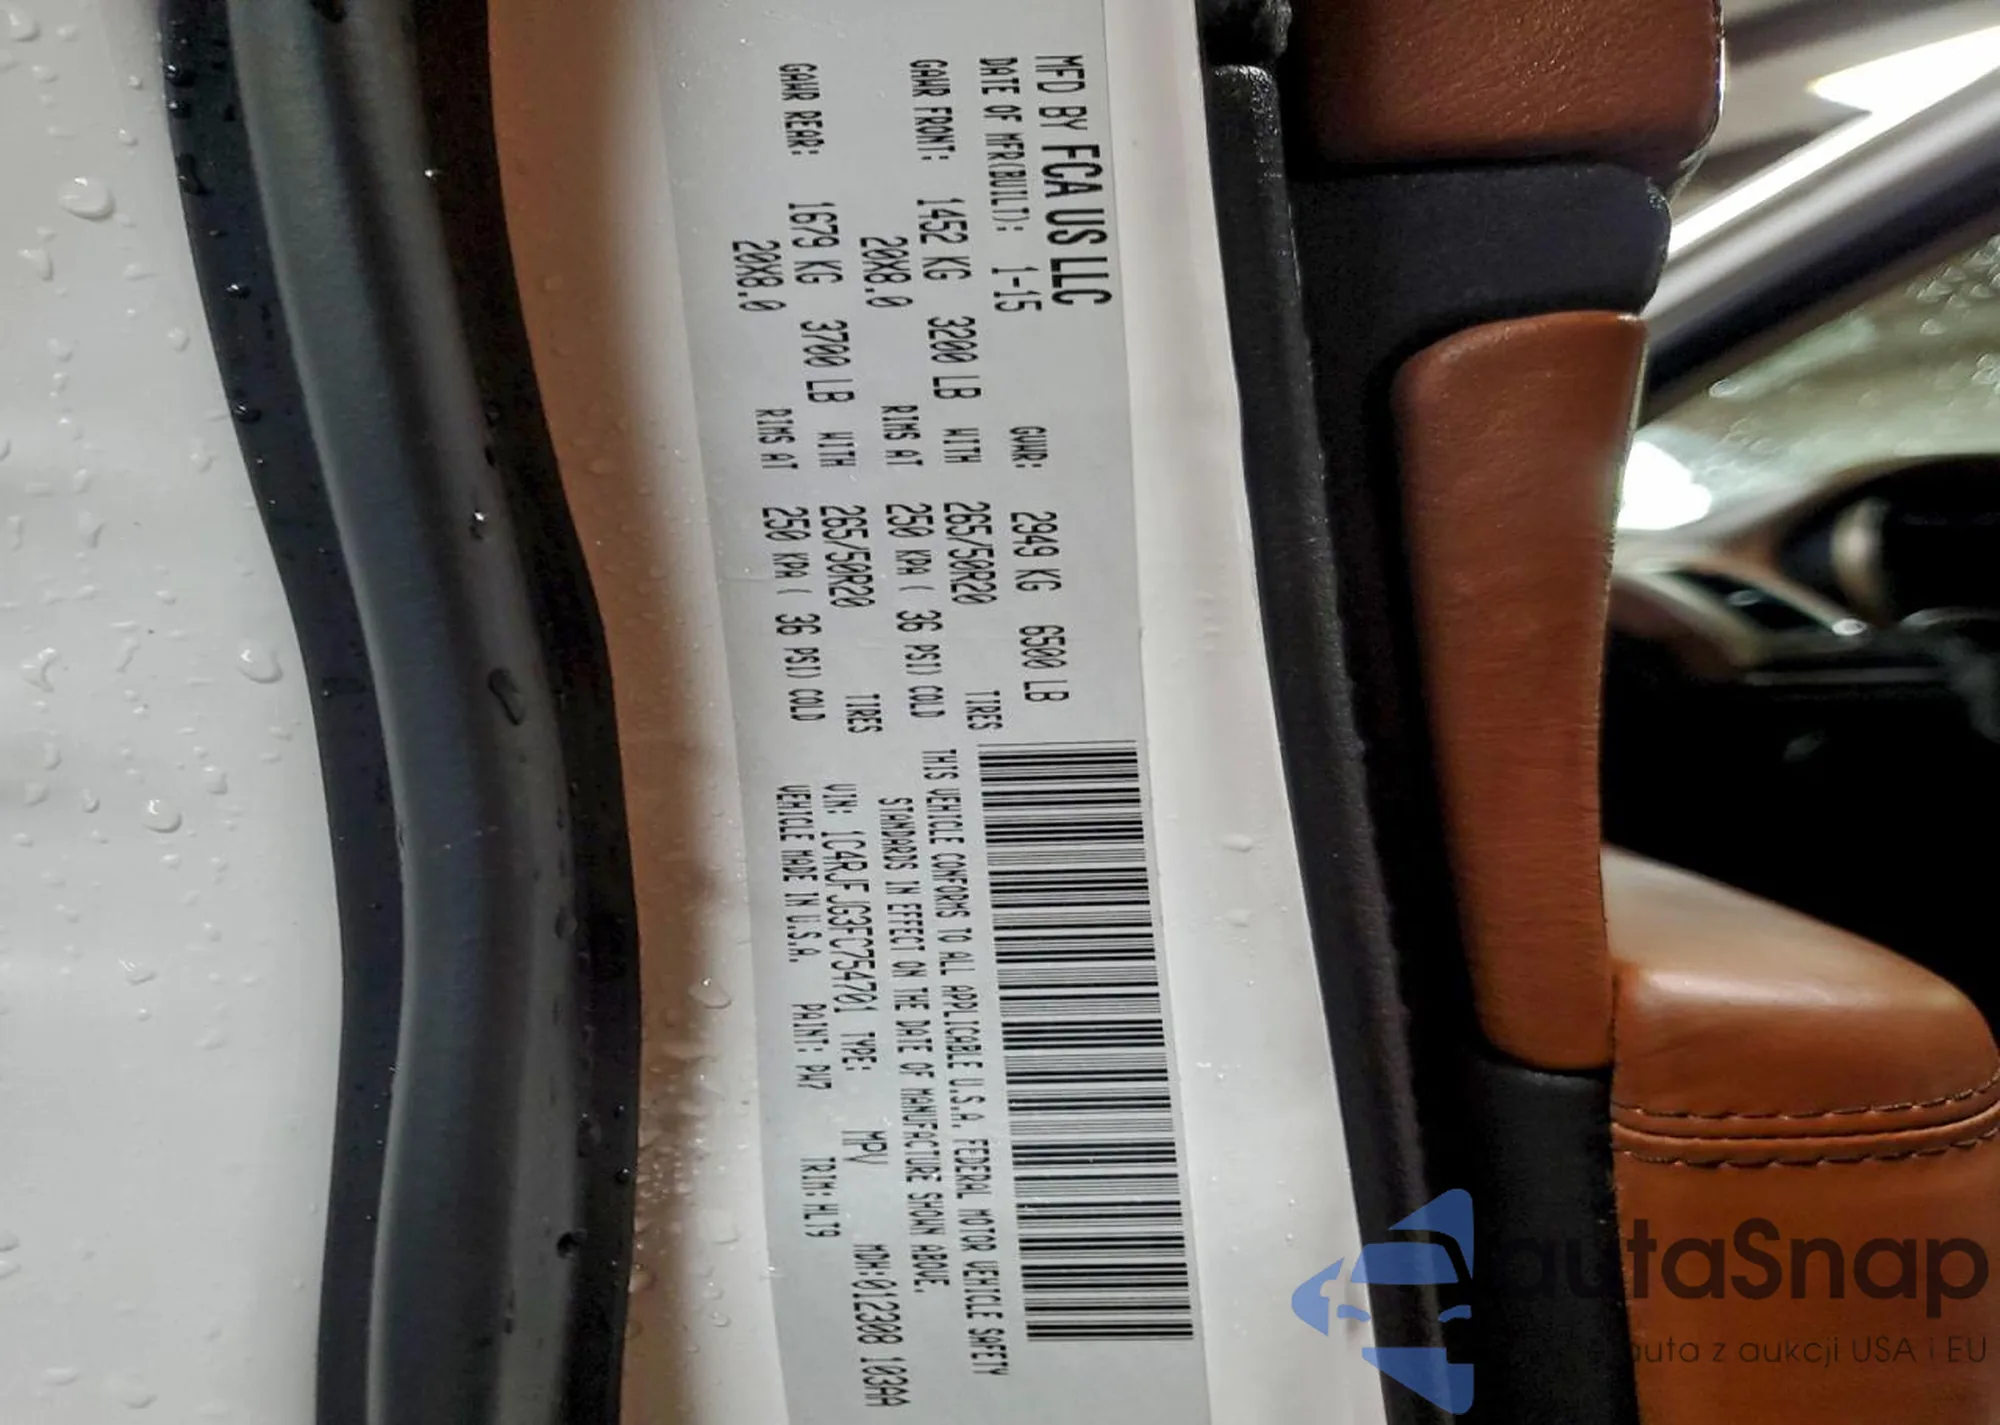 MFD BY FCA US LLC
DATE OF MFR(BUILT): 1-15 GVWR: 2949 KG 6500 LB
GAWR FRONT: 1452 KG 3200 LB WITH 265/50R20 TIRES
20X8.0 RIMS AT 250 KPA ( 36 PSI) COLD
GAWR REAR: 1679 KG 3700 LB WITH 265/50R20 TIRES
20X8.0 RIMS AT 250 KPA ( 36 PSI) COLD
THIS VEHICLE CONFORMS TO ALL APPLICABLE U.S.A. FEDERAL MOTOR VEHICLE SAFETY
STANDARDS IN EFFECT ON THE DATE OF MANUFACTURE SHOWN ABOVE.
VIN: 1C4RJFJG3FC754701 TYPE: MPV MDH:012308 103AA
VEHICLE MADE IN U.S.A. PAINT: PW7 TRIM:HLT9
autaSnap
auta z aukcji USA i EU